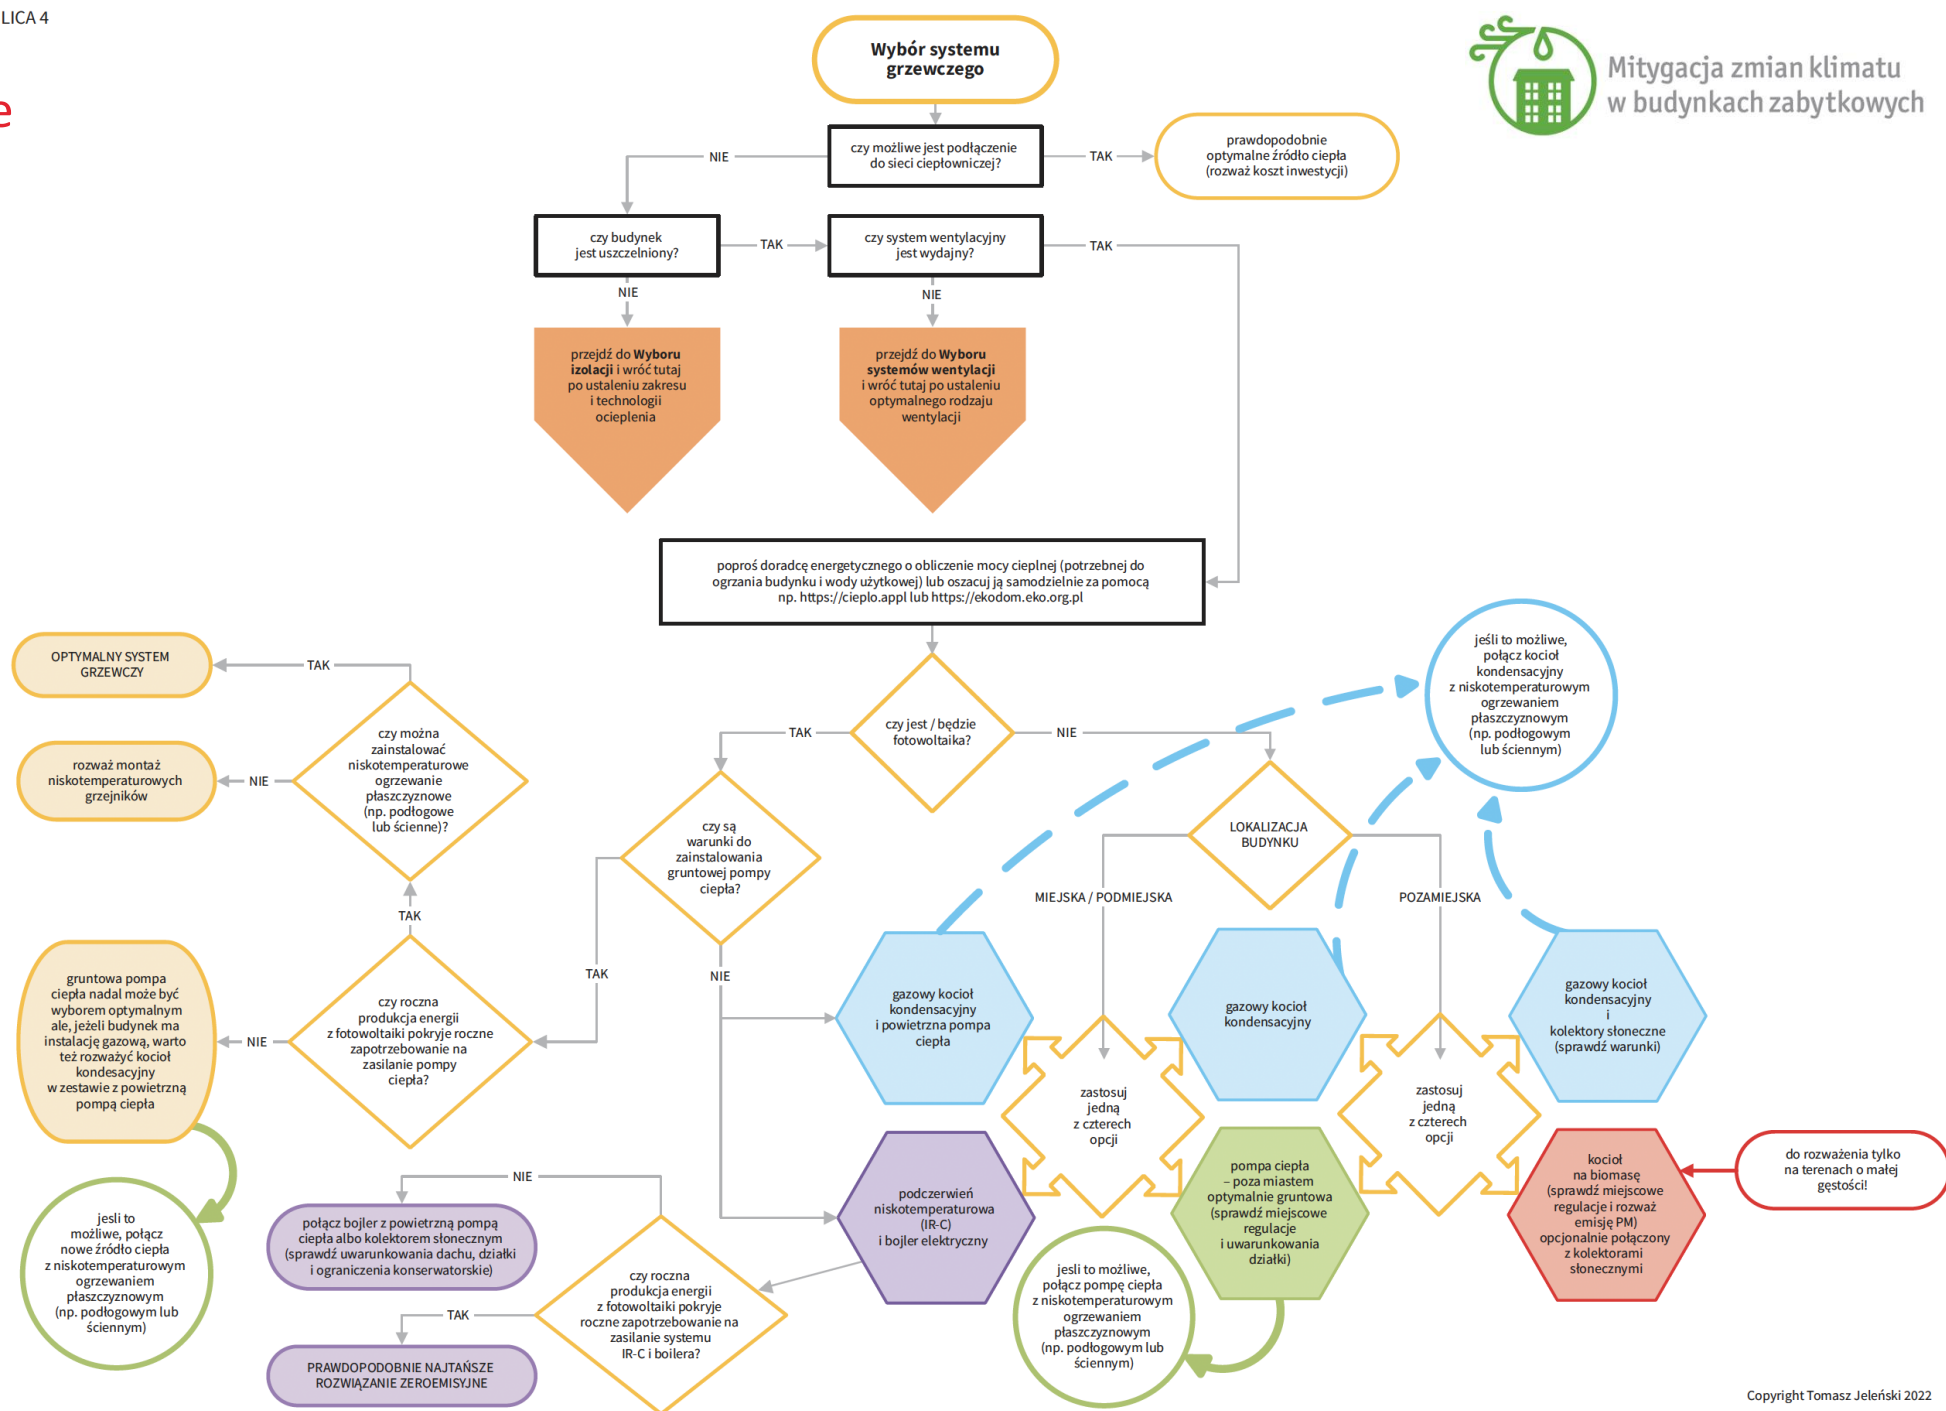 LICA 4
e
Wybór systemu
grzewczego
Mitygacja zmian klimatu
w budynkach zabytkowych
czy możliwe jest podłączenie
do sieci ciepłowniczej?
NIE
TAK
prawdopodobnie
optymalne źródło ciepła
(rozważ koszt inwestycji)
czy budynek
jest uszczelniony?
TAK
czy system wentylacyjny
jest wydajny?
TAK
NIE
NIE
przejdź do Wyboru
izolacji i wróć tutaj
po ustaleniu zakresu
i technologii
ocieplenia
przejdź do Wyboru
systemów wentylacji
i wróć tutaj po ustaleniu
optymalnego rodzaju
wentylacji
poproś doradcę energetycznego o obliczenie mocy cieplnej (potrzebnej do
ogrzania budynku i wody użytkowej) lub oszacuj ją samodzielnie za pomocą
np. https://cieplo.appl lub https://ekodom.eko.org.pl
OPTYMALNY SYSTEM
GRZEWCZY
TAK
czy można
zainstalować
niskotemperaturowe
ogrzewanie
płaszczyznowe
(np. podłogowe
lub ścienne)?
rozważ montaż
niskotemperaturowych
grzejników
NIE
TAK
czy jest / będzie
fotowoltaika?
TAK
NIE
jeśli to możliwe,
połącz kocioł
kondensacyjny
z niskotemperaturowym
ogrzewaniem
płaszczyznowym
(np. podłogowym
lub ściennym)
czy są
warunki do
zainstalowania
gruntowej pompy
ciepła?
LOKALIZACJA
BUDYNKU
MIEJSKA / PODMIEJSKA
POZAMIEJSKA
TAK
NIE
gruntowa pompa
ciepła nadal może być
wyborem optymalnym
ale, jeżeli budynek ma
instalację gazową, warto
też rozważyć kocioł
kondesacyjny
w zestawie z powietrzną
pompą ciepła
NIE
czy roczna
produkcja energii
z fotowoltaiki pokryje roczne
zapotrzebowanie na
zasilanie pompy
ciepła?
gazowy kocioł
kondensacyjny
i powietrzna pompa
ciepła
gazowy kocioł
kondensacyjny
gazowy kocioł
kondensacyjny
i
kolektory słoneczne
(sprawdź warunki)
zastosuj
jedną
z czterech
opcji
zastosuj
jedną
z czterech
opcji
podczerwień
niskotemperaturowa
(IR-C)
i bojler elektryczny
pompa ciepła
– poza miastem
optymalnie gruntowa
(sprawdź miejscowe
regulacje
i uwarunkowania
działki)
kocioł
na biomasę
(sprawdź miejscowe
regulacje i rozważ
emisję PM)
opcjonalnie połączony
z kolektorami
słonecznymi
do rozważenia tylko
na terenach o małej
gęstości!
jesli to
możliwe, połącz
nowe źródło ciepła
z niskotemperaturowym
ogrzewaniem
płaszczyznowym
(np. podłogowym lub
ściennym)
NIE
połącz bojler z powietrzną pompą
ciepła albo kolektorem słonecznym
(sprawdź uwarunkowania dachu, działki
i ograniczenia konserwatorskie)
czy roczna
produkcja energii
z fotowoltaiki pokryje
roczne zapotrzebowanie na
zasilanie systemu
IR-C i boilera?
TAK
PRAWDOPODOBNIE NAJTAŃSZE
ROZWIĄZANIE ZEROEMISYJNE
jesli to możliwe,
połącz pompę ciepła
z niskotemperaturowym
ogrzewaniem
płaszczyznowym
(np. podłogowym lub
ściennym)
Copyright Tomasz Jeleński 2022